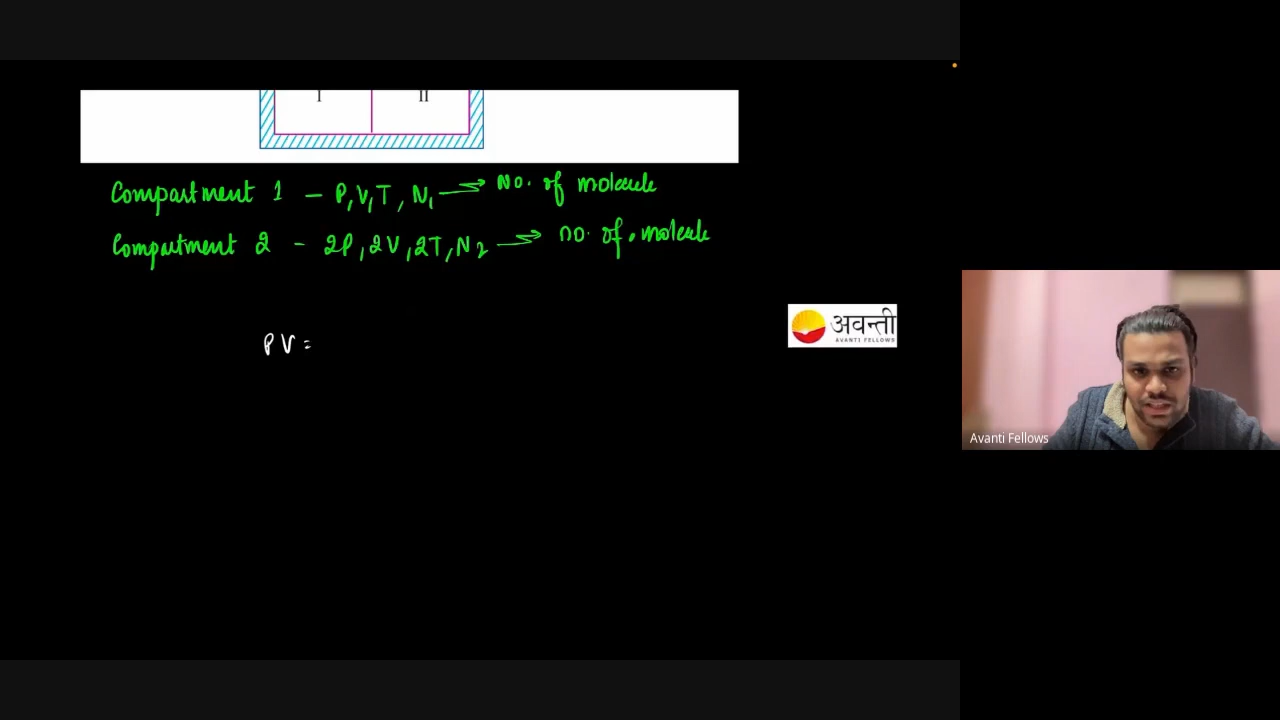 I II
Compartment 1 – P, V, T, N₁ → No. of molecule
Compartment 2 - 2P, 2V, 2T, N₂ → no. of molecule
PV =
अवन्ती
AVANTI FELLOWS
Avanti Fellows